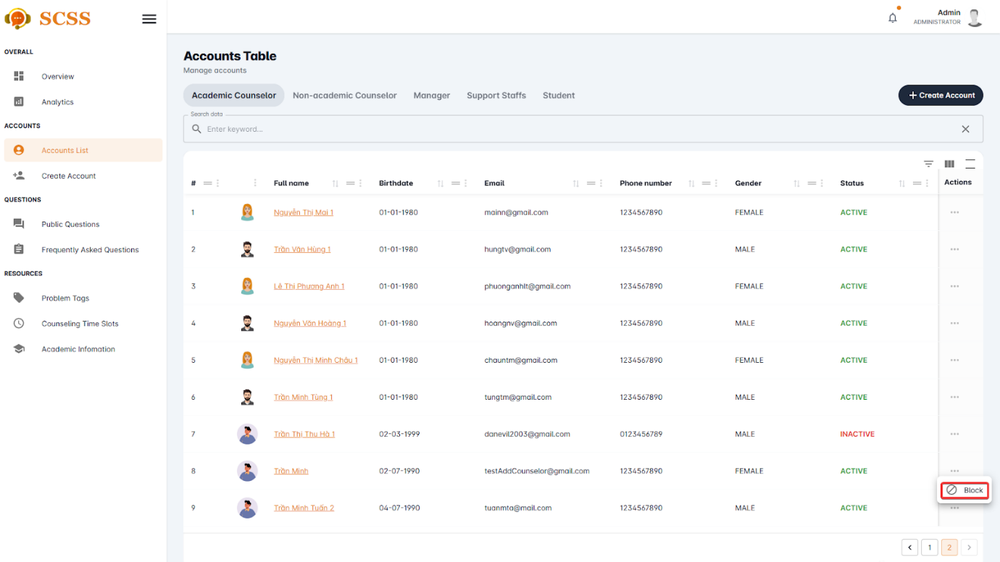 SCSS
Admin
ADMINISTRATOR
OVERALL
Overview
Analytics
ACCOUNTS
Accounts List
Create Account
QUESTIONS
Public Questions
Frequently Asked Questions
RESOURCES
Problem Tags
Counseling Time Slots
Academic Infomation
Accounts Table
Manage accounts
Academic Counselor Non-academic Counselor Manager Support Staffs Student
+ Create Account
Search data
Enter keyword...
# Full name Birthdate Email Phone number Gender Status Actions
1 Nguyễn Thị Mai 1 01-01-1980 mainn@gmail.com 1234567890 FEMALE ACTIVE
2 Trần Văn Hùng 1 01-01-1980 hungtv@gmail.com 1234567890 MALE ACTIVE
3 Lê Thị Phương Anh 1 01-01-1980 phuonganhlt@gmail.com 1234567890 FEMALE ACTIVE
4 Nguyễn Văn Hoàng 1 01-01-1980 hoangnv@gmail.com 1234567890 MALE ACTIVE
5 Nguyễn Thị Minh Châu 1 01-01-1980 chauntm@gmail.com 1234567890 FEMALE ACTIVE
6 Trần Minh Tùng 1 01-01-1980 tungtm@gmail.com 1234567890 MALE ACTIVE
7 Trần Thị Thu Hà 1 02-03-1999 danevil2003@gmail.com 0123456789 MALE INACTIVE
8 Trần Minh 02-07-1990 testAddCounselor@gmail.com 1234567890 FEMALE ACTIVE
Block
9 Trần Minh Tuấn 2 04-07-1990 tuanmta@mail.com 1234567890 MALE ACTIVE
1 2